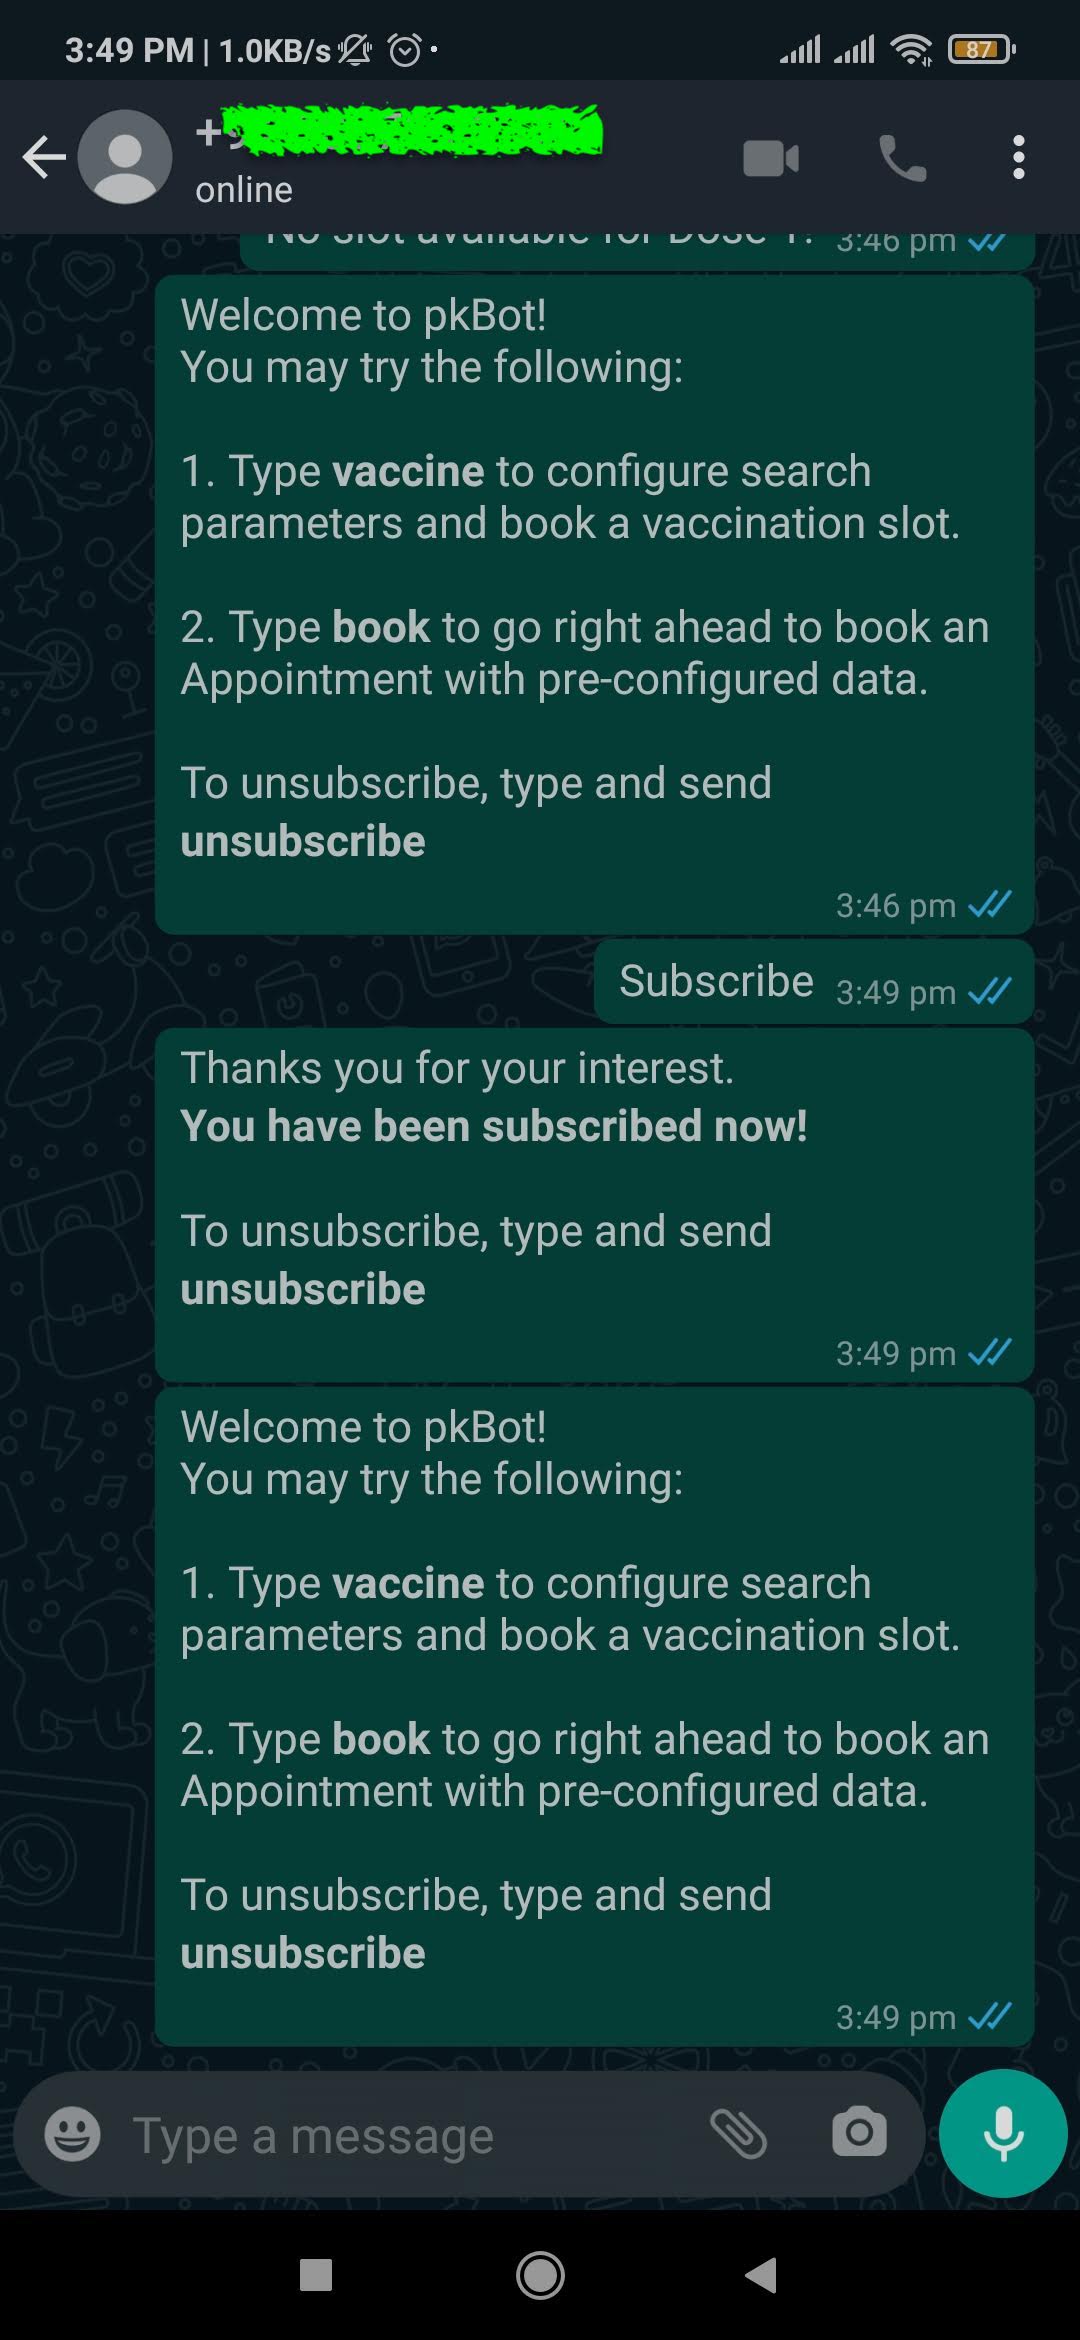 3:49 PM | 1.0KB/s
87
online
No slot available for Dose 1. 3:46 pm
Welcome to pkBot!
You may try the following:
1. Type vaccine to configure search
parameters and book a vaccination slot.
2. Type book to go right ahead to book an
Appointment with pre-configured data.
To unsubscribe, type and send
unsubscribe
3:46 pm
Subscribe 3:49 pm
Thanks you for your interest.
You have been subscribed now!
To unsubscribe, type and send
unsubscribe
3:49 pm
Welcome to pkBot!
You may try the following:
1. Type vaccine to configure search
parameters and book a vaccination slot.
2. Type book to go right ahead to book an
Appointment with pre-configured data.
To unsubscribe, type and send
unsubscribe
3:49 pm
Type a message